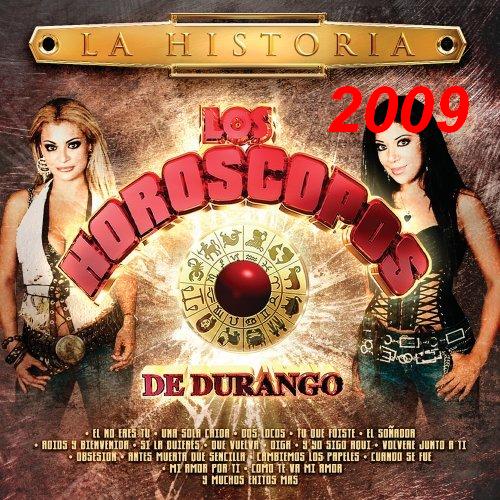 LA HISTORIA
2009
LOS
HOROSCOPOS
DE DURANGO
• EL NO ERES TU • UNA SOLA CAIDA • DOS LOCOS • TU QUE FUISTE • EL SOÑADOR
• ADIOS Y BIENVENIDA • SI LA QUIERES • QUE VUELVA • DIGA • Y YO SIGO AQUI • VOLVERE JUNTO A TI
• OBSESION • ANTES MUERTA QUE SENCILLA • CAMBIEMOS LOS PAPELES • CUANDO SE FUE
• MI AMOR POR TI • COMO TE VA MI AMOR
Y MUCHOS EXITOS MAS